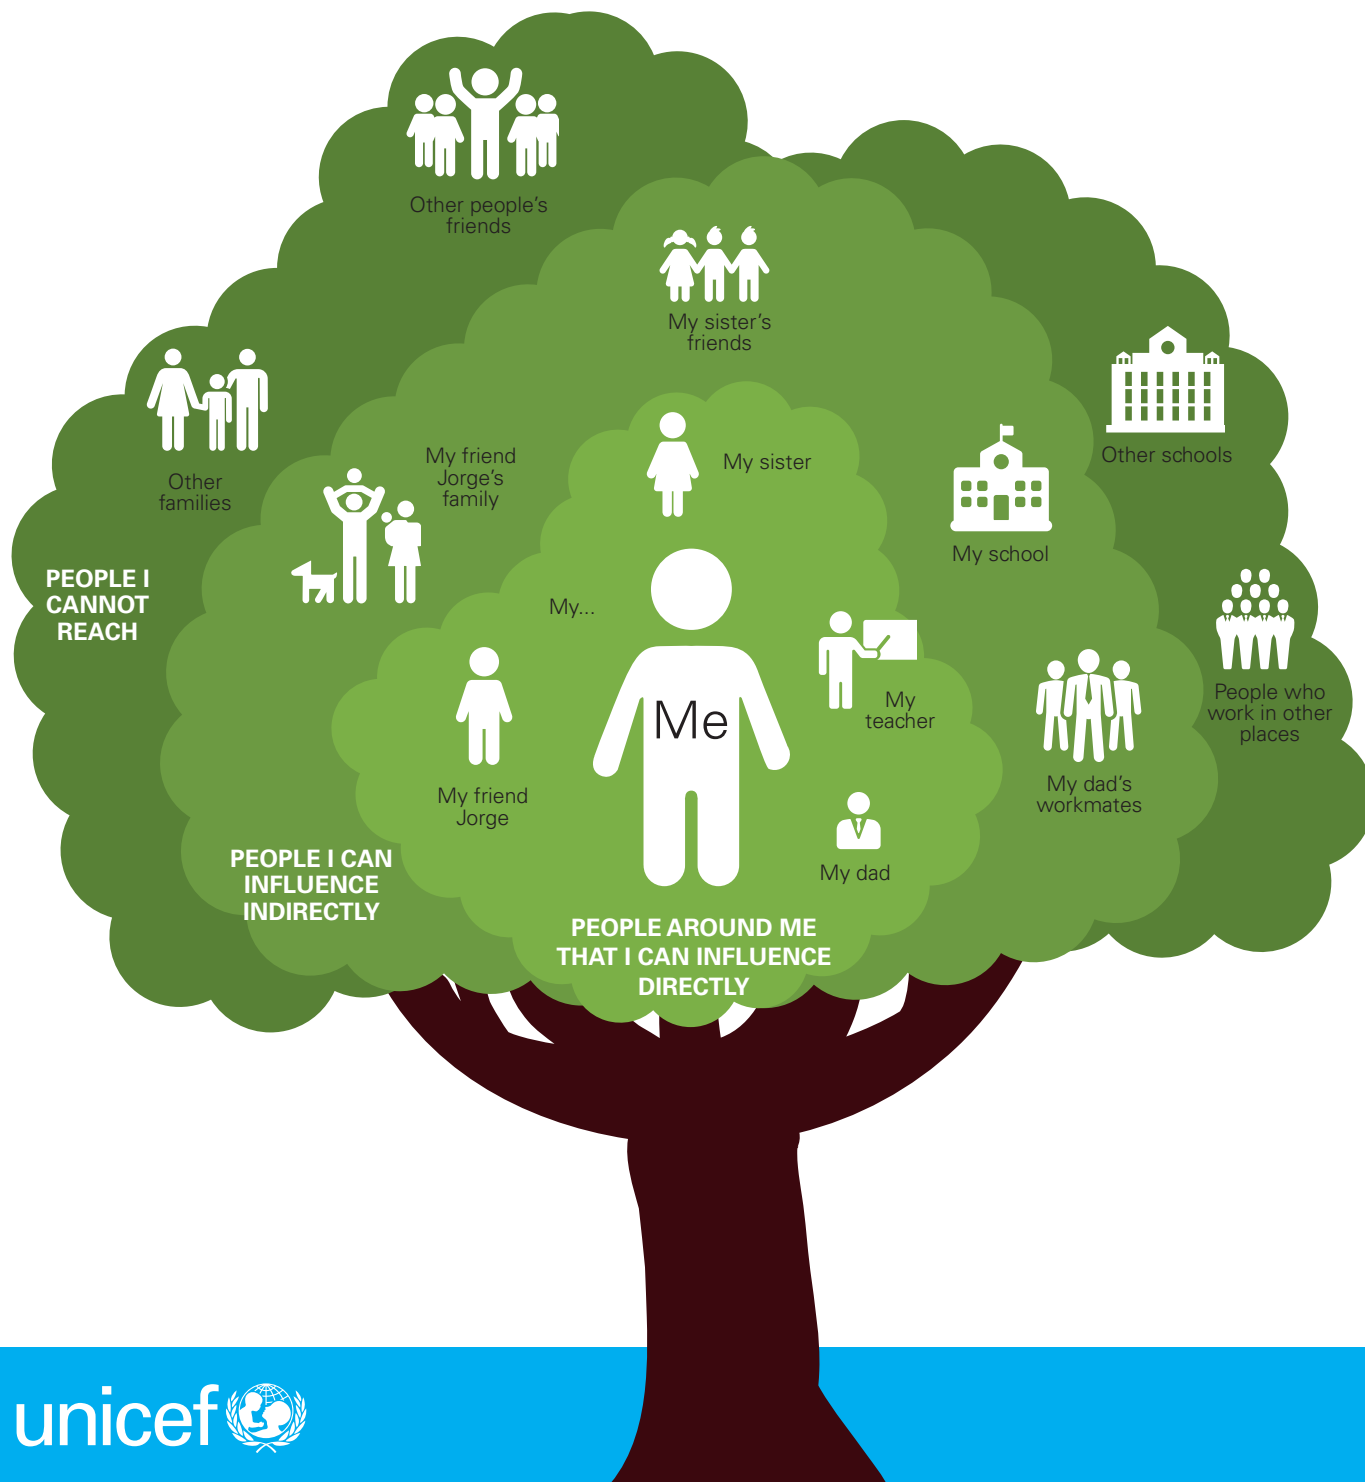 Other people’s
friends
My sister’s
friends
Other schools
My friend
Jorge’s
family
My sister
Other
families
My school
PEOPLE I
CANNOT
REACH
My...
Me
My
teacher
People who
work in other
places
My friend
Jorge
My dad’s
workmates
My dad
PEOPLE I CAN
INFLUENCE
INDIRECTLY
PEOPLE AROUND ME
THAT I CAN INFLUENCE
DIRECTLY
unicef